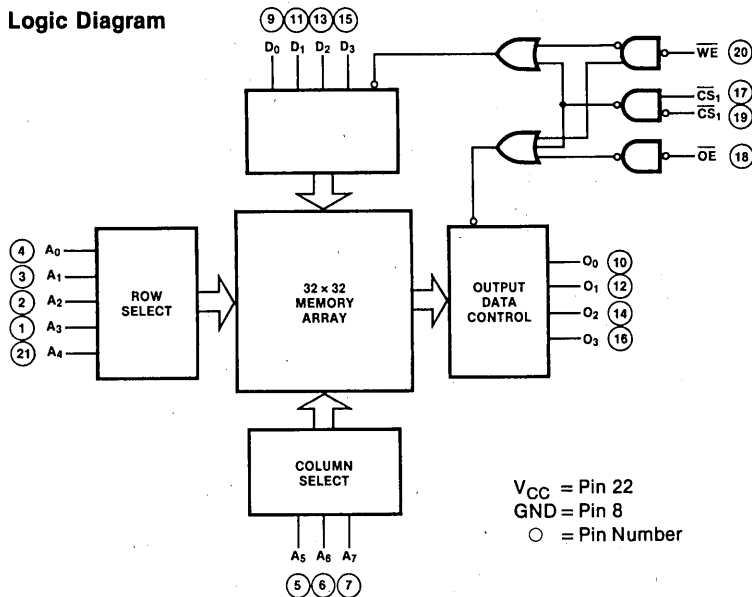 Logic Diagram
9 11 13 15
D0 D1 D2 D3
WE 20
CS1 17
CS1 19
OE 18
4 A0
3 A1
2 A2
1 A3
21 A4
ROW
SELECT
32 × 32
MEMORY
ARRAY
OUTPUT
DATA
CONTROL
O0 10
O1 12
O2 14
O3 16
COLUMN
SELECT
A5 A6 A7
5 6 7
VCC = Pin 22
GND = Pin 8
○ = Pin Number